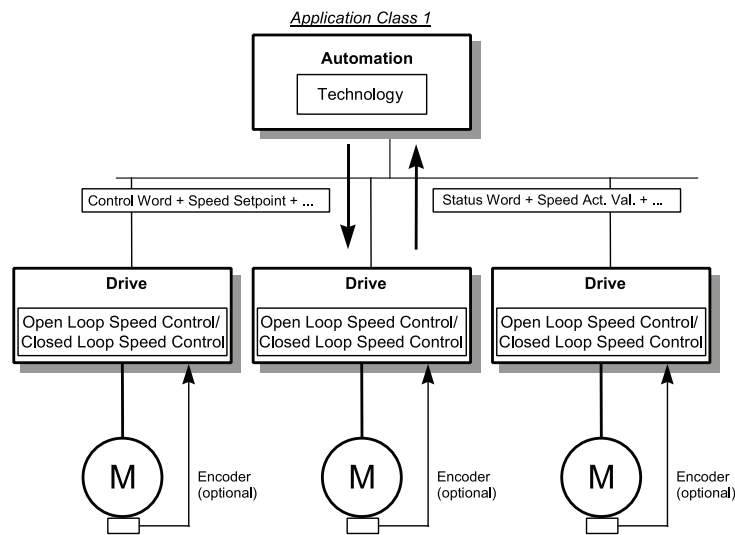 Application Class 1
Automation
Technology
Control Word + Speed Setpoint + ...
Status Word + Speed Act. Val. + ...
Drive
Open Loop Speed Control/
Closed Loop Speed Control
Drive
Open Loop Speed Control/
Closed Loop Speed Control
Drive
Open Loop Speed Control/
Closed Loop Speed Control
M
Encoder
(optional)
M
Encoder
(optional)
M
Encoder
(optional)